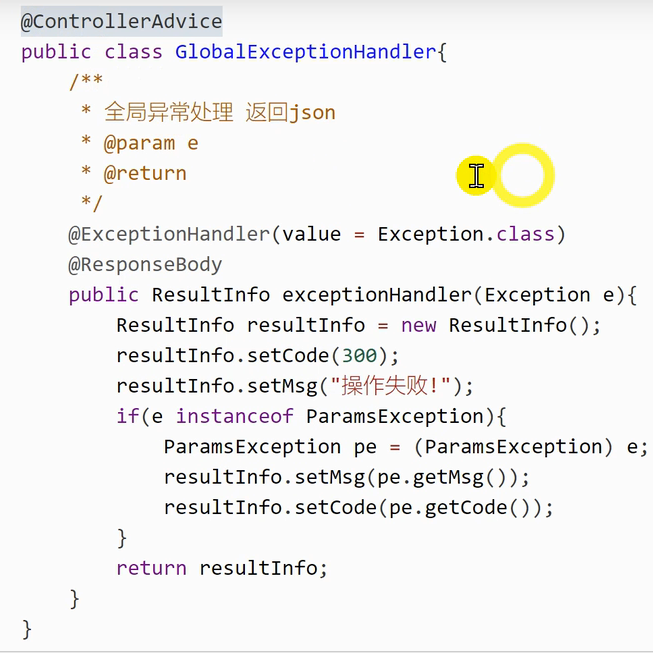 @ControllerAdvice
public class GlobalExceptionHandler{
    /**
     * 全局异常处理 返回json
     * @param e
     * @return
     */
    @ExceptionHandler(value = Exception.class)
    @ResponseBody
    public ResultInfo exceptionHandler(Exception e){
        ResultInfo resultInfo = new ResultInfo();
        resultInfo.setCode(300);
        resultInfo.setMsg("操作失败!");
        if(e instanceof ParamsException){
            ParamsException pe = (ParamsException) e;
            resultInfo.setMsg(pe.getMsg());
            resultInfo.setCode(pe.getCode());
        }
        return resultInfo;
    }
}